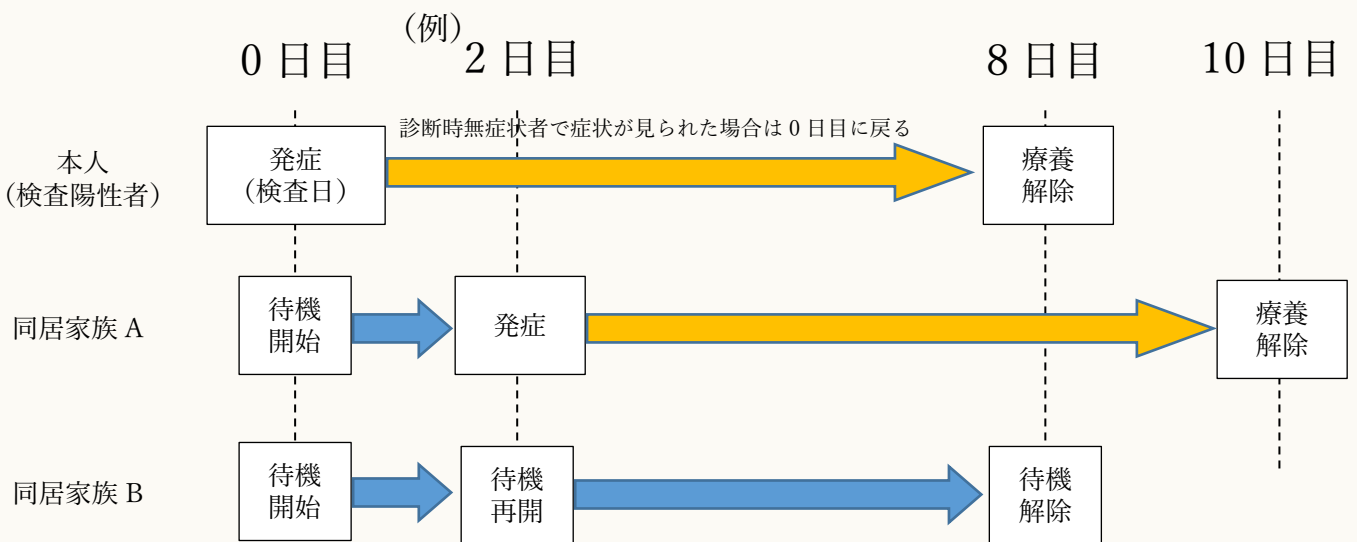 (例)
0 日目
2 日目
8 日目
10 日目
診断時無症状者で症状が見られた場合は 0 日目に戻る
本人
(検査陽性者)
発症
(検査日)
療養
解除
同居家族 A
待機
開始
発症
療養
解除
同居家族 B
待機
開始
待機
再開
待機
解除